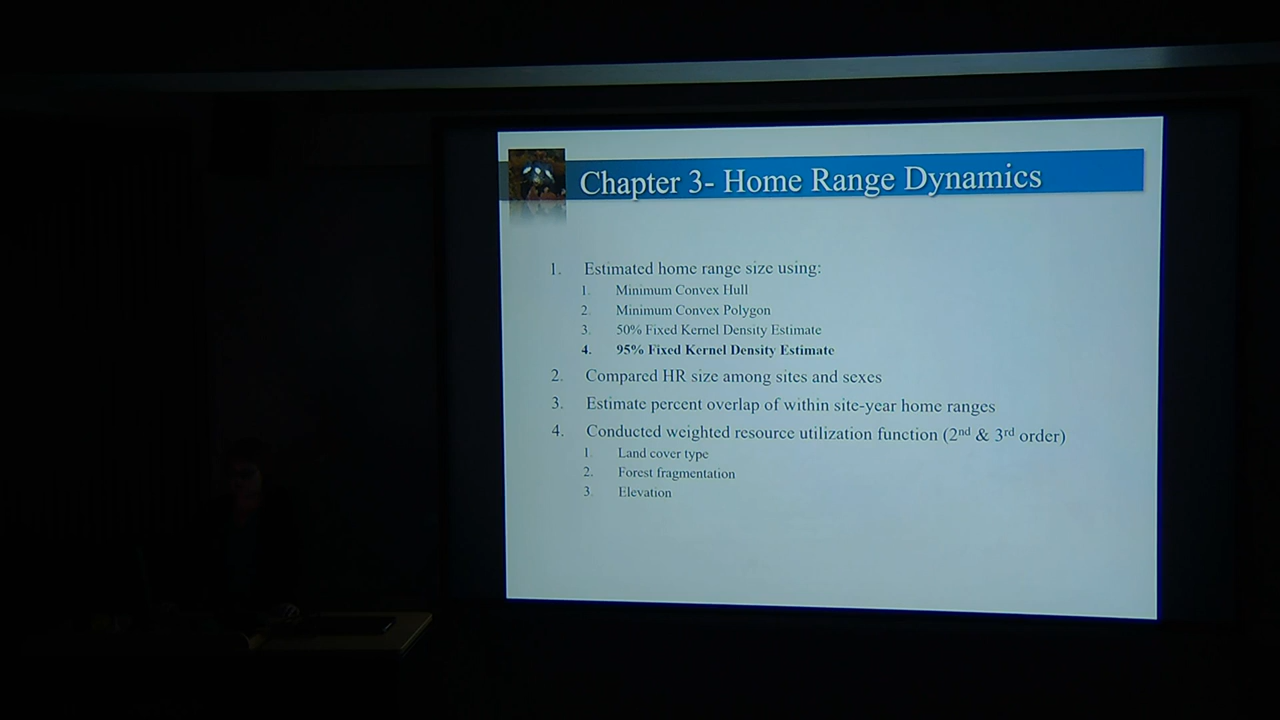 Chapter 3- Home Range Dynamics
1. Estimated home range size using:
1. Minimum Convex Hull
2. Minimum Convex Polygon
3. 50% Fixed Kernel Density Estimate
4. 95% Fixed Kernel Density Estimate
2. Compared HR size among sites and sexes
3. Estimate percent overlap of within site-year home ranges
4. Conducted weighted resource utilization function (2nd & 3rd order)
1. Land cover type
2. Forest fragmentation
3. Elevation